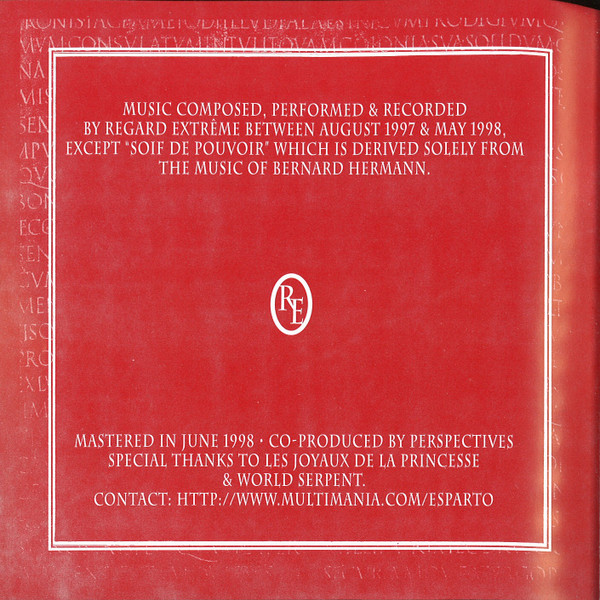 MUSIC COMPOSED, PERFORMED & RECORDED
BY REGARD EXTRÊME BETWEEN AUGUST 1997 & MAY 1998,
EXCEPT "SOIF DE POUVOIR" WHICH IS DERIVED SOLELY FROM
THE MUSIC OF BERNARD HERMANN.
RE
MASTERED IN JUNE 1998 • CO-PRODUCED BY PERSPECTIVES
SPECIAL THANKS TO LES JOYAUX DE LA PRINCESSE
& WORLD SERPENT.
CONTACT: HTTP://WWW.MULTIMANIA.COM/ESPARTO